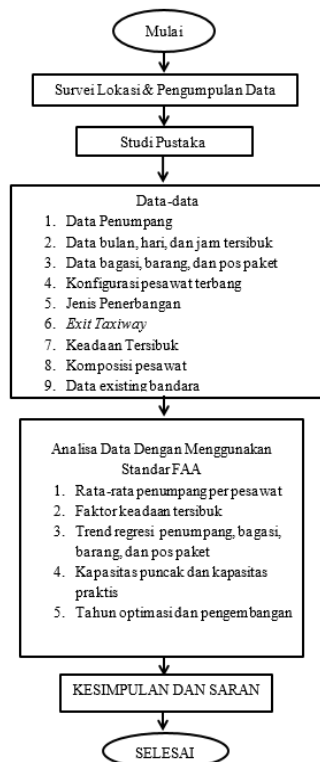 Mulai
Survei Lokasi & Pengumpulan Data
Studi Pustaka
Data-data
1. Data Penumpang
2. Data bulan, hari, dan jam tersibuk
3. Data bagasi, barang, dan pos paket
4. Konfigurasi pesawat terbang
5. Jenis Penerbangan
6. Exit Taxiway
7. Keadaan Tersibuk
8. Komposisi pesawat
9. Data existing bandara
Analisa Data Dengan Menggunakan
Standar FAA
1. Rata-rata penumpang per pesawat
2. Faktor keadaan tersibuk
3. Trend regresi penumpang, bagasi,
barang, dan pos paket
4. Kapasitas puncak dan kapasitas
praktis
5. Tahun optimasi dan pengembangan
KESIMPULAN DAN SARAN
SELESAI